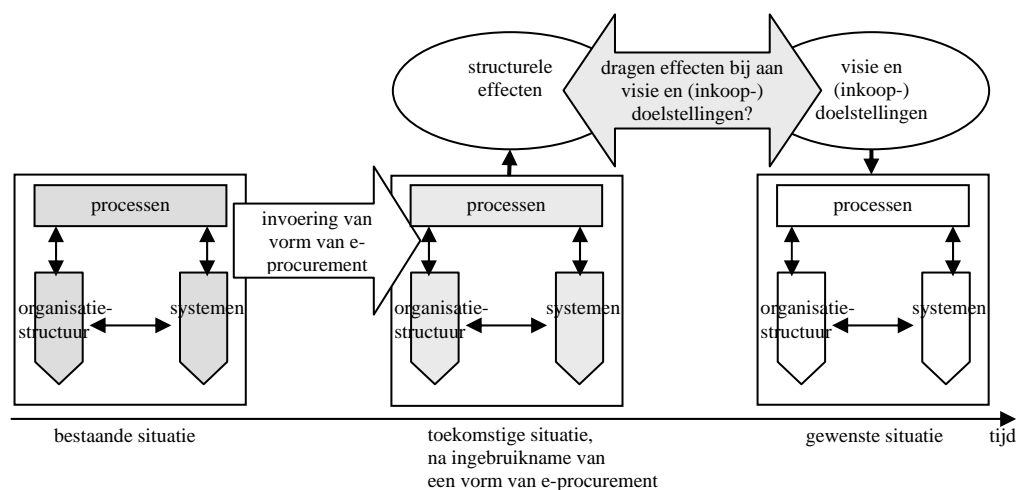 structurele
effecten
dragen effecten bij aan
visie en (inkoop-)
doelstellingen?
visie en
(inkoop-)
doelstellingen
processen
organisatie-
structuur
systemen
invoering van
vorm van e-
procurement
processen
organisatie-
structuur
systemen
processen
organisatie-
structuur
systemen
bestaande situatie
toekomstige situatie,
na ingebruikname van
een vorm van e-procurement
gewenste situatie
tijd